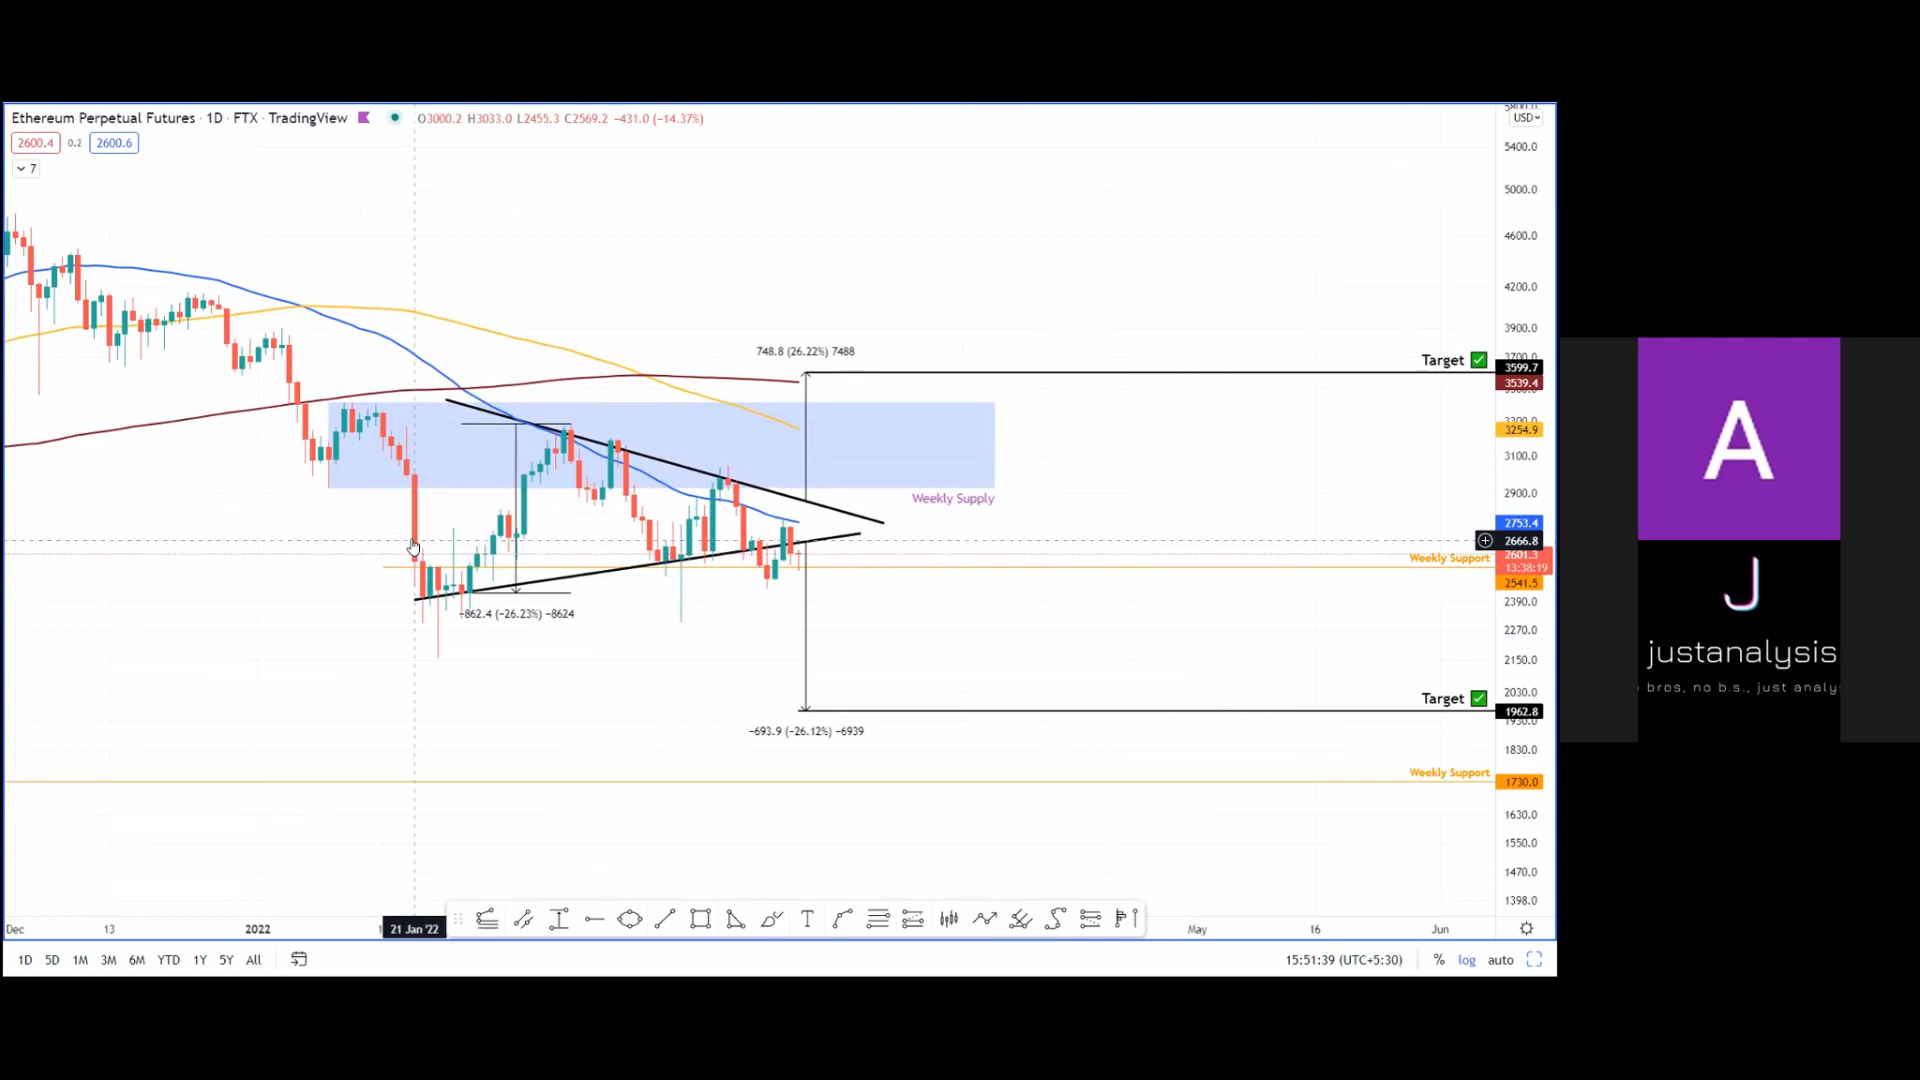 Ethereum Perpetual Futures · 1D · FTX · TradingView
O3000.2 H3033.0 L2455.3 C2569.2 −431.0 (−14.37%)
USD
2600.4 0.2 2600.6
7
5400.0
5000.0
4600.0
4200.0
3900.0
748.8 (26.22%) 7488
Target
3599.7
3539.4
3254.9
3100.0
2900.0
Weekly Supply
2753.4
2666.8
Weekly Support
2601.3
13:38:19
2541.5
2390.0
−862.4 (−26.23%) −8624
2270.0
2150.0
2030.0
Target
1962.8
−693.9 (−26.12%) −6939
1830.0
Weekly Support
1730.0
1630.0
1550.0
1470.0
1398.0
Dec 13 2022 21 Jan '22 May 16 Jun
1D 5D 1M 3M 6M YTD 1Y 5Y All
15:51:39 (UTC+5:30) % log auto
A
J
justanalysis
bros, no b.s., just analy